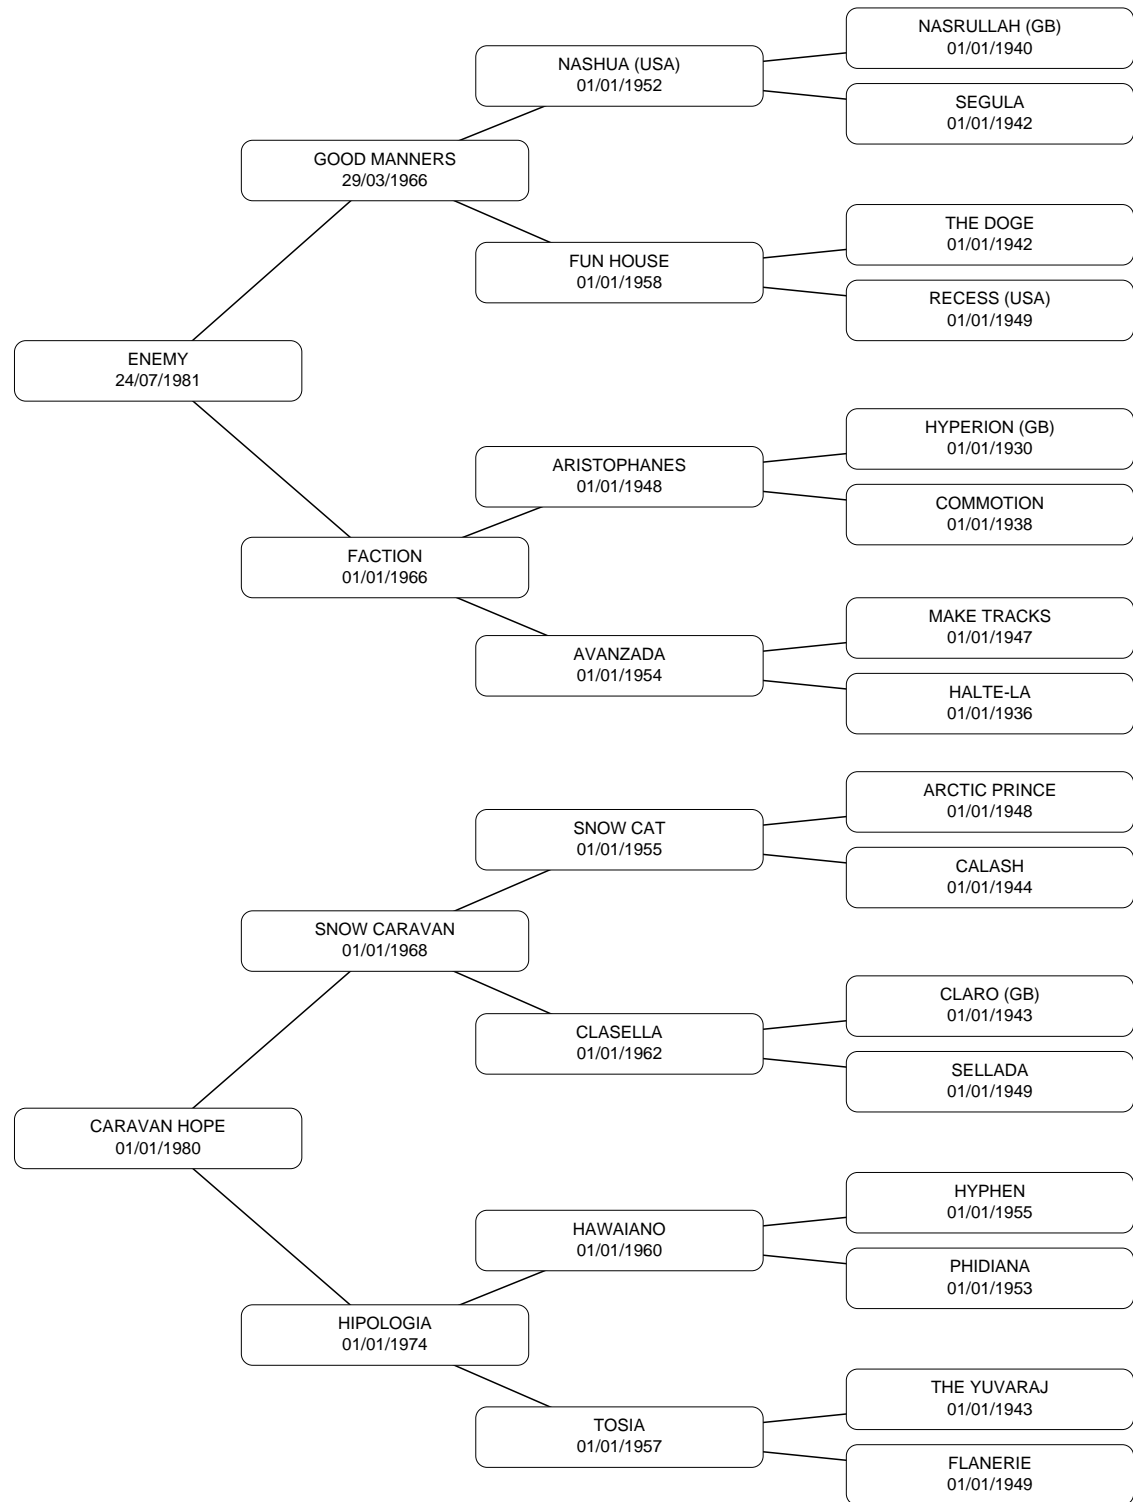 NASRULLAH (GB)
01/01/1940
NASHUA (USA)
01/01/1952
SEGULA
01/01/1942
GOOD MANNERS
29/03/1966
THE DOGE
01/01/1942
FUN HOUSE
01/01/1958
RECESS (USA)
01/01/1949
ENEMY
24/07/1981
HYPERION (GB)
01/01/1930
ARISTOPHANES
01/01/1948
COMMOTION
01/01/1938
FACTION
01/01/1966
MAKE TRACKS
01/01/1947
AVANZADA
01/01/1954
HALTE-LA
01/01/1936
ARCTIC PRINCE
01/01/1948
SNOW CAT
01/01/1955
CALASH
01/01/1944
SNOW CARAVAN
01/01/1968
CLARO (GB)
01/01/1943
CLASELLA
01/01/1962
SELLADA
01/01/1949
CARAVAN HOPE
01/01/1980
HYPHEN
01/01/1955
HAWAIANO
01/01/1960
PHIDIANA
01/01/1953
HIPOLOGIA
01/01/1974
THE YUVARAJ
01/01/1943
TOSIA
01/01/1957
FLANERIE
01/01/1949